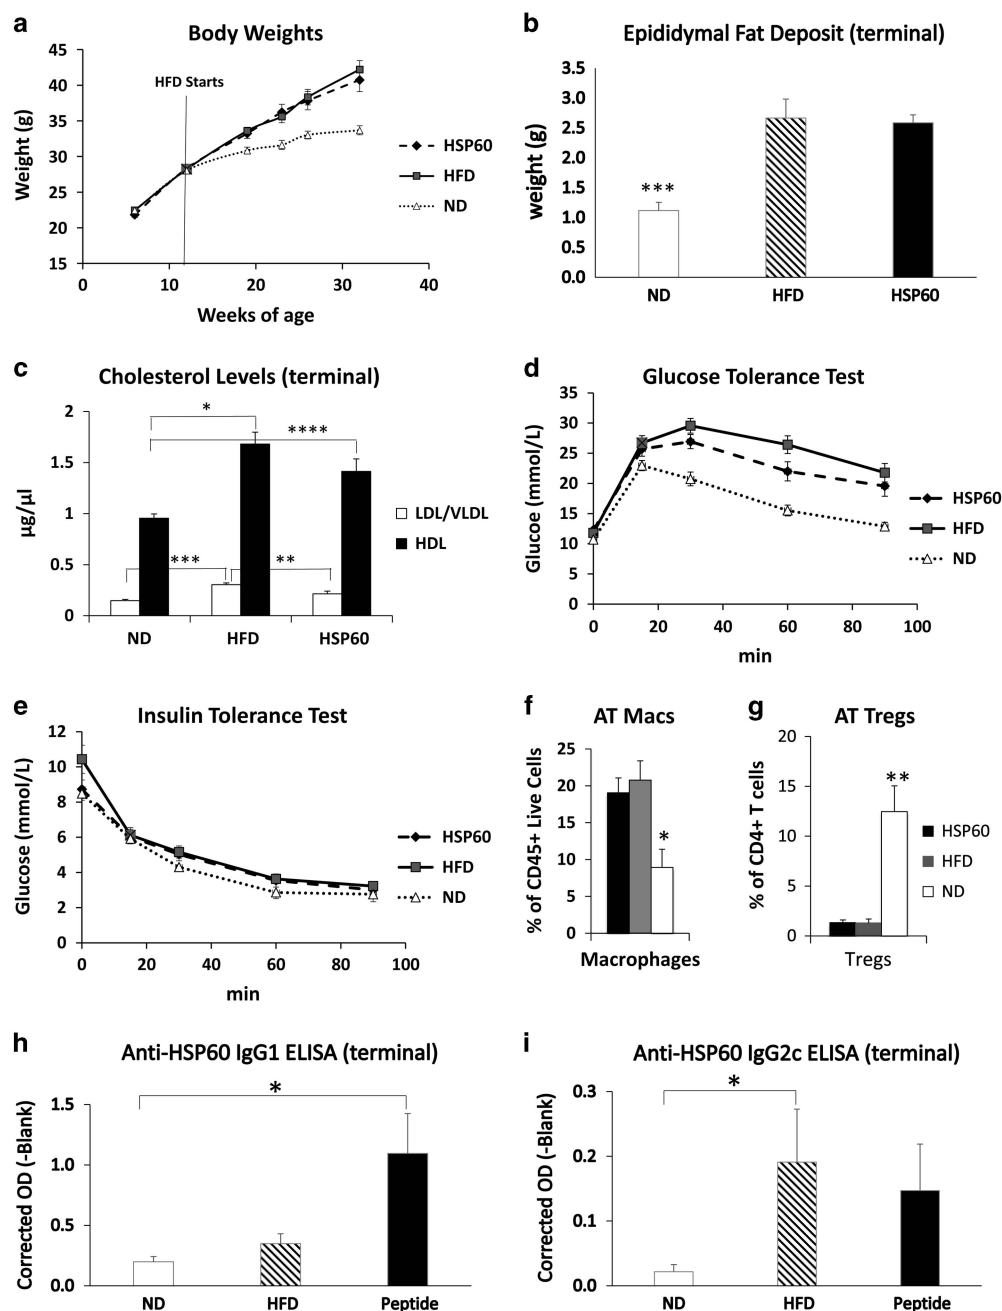 a
Body Weights
45
40
35
30
25
20
15
HFD Starts
Weight (g)
0 10 20 30 40
Weeks of age
HSP60
HFD
ND
b
Epididymal Fat Deposit (terminal)
3.5
3.0
2.5
2.0
1.5
1.0
0.5
0.0
weight (g)
***
ND HFD HSP60
c
Cholesterol Levels (terminal)
2
1.5
1
0.5
0
µg/µl
*
****
***
**
ND HFD HSP60
LDL/VLDL
HDL
d
Glucose Tolerance Test
35
30
25
20
15
10
5
0
Glucoe (mmol/L)
0 20 40 60 80 100
min
HSP60
HFD
ND
e
Insulin Tolerance Test
12
10
8
6
4
2
0
Glucose (mmol/L)
0 20 40 60 80 100
min
HSP60
HFD
ND
f
AT Macs
25
20
15
10
5
0
% of CD45+ Live Cells
*
Macrophages
g
AT Tregs
20
15
10
5
0
% of CD4+ T cells
**
Tregs
HSP60
HFD
ND
h
Anti-HSP60 IgG1 ELISA (terminal)
1.5
1.0
0.5
0.0
Corrected OD (-Blank)
*
ND HFD Peptide
i
Anti-HSP60 IgG2c ELISA (terminal)
0.3
0.2
0.1
0.0
Corrected OD (-Blank)
*
ND HFD Peptide